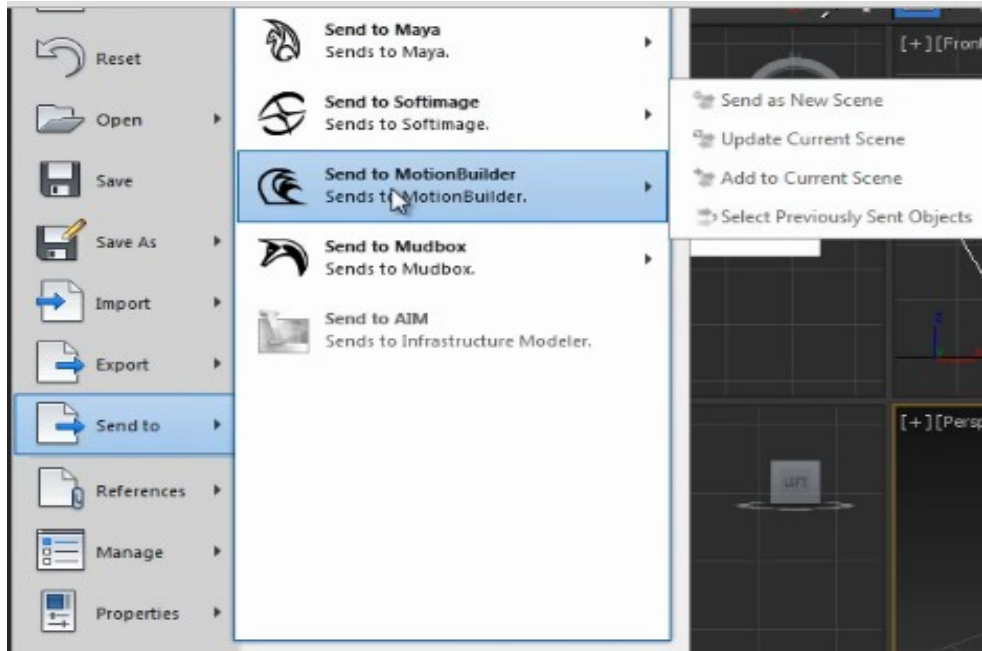 Reset
Open
Save
Save As
Import
Export
Send to
References
Manage
Properties
Send to Maya
Sends to Maya.
Send to Softimage
Sends to Softimage.
Send to MotionBuilder
Sends to MotionBuilder.
Send to Mudbox
Sends to Mudbox.
Send to AIM
Sends to Infrastructure Modeler.
Send as New Scene
Update Current Scene
Add to Current Scene
Select Previously Sent Objects
[+][Front
LEFT
[+][Persp